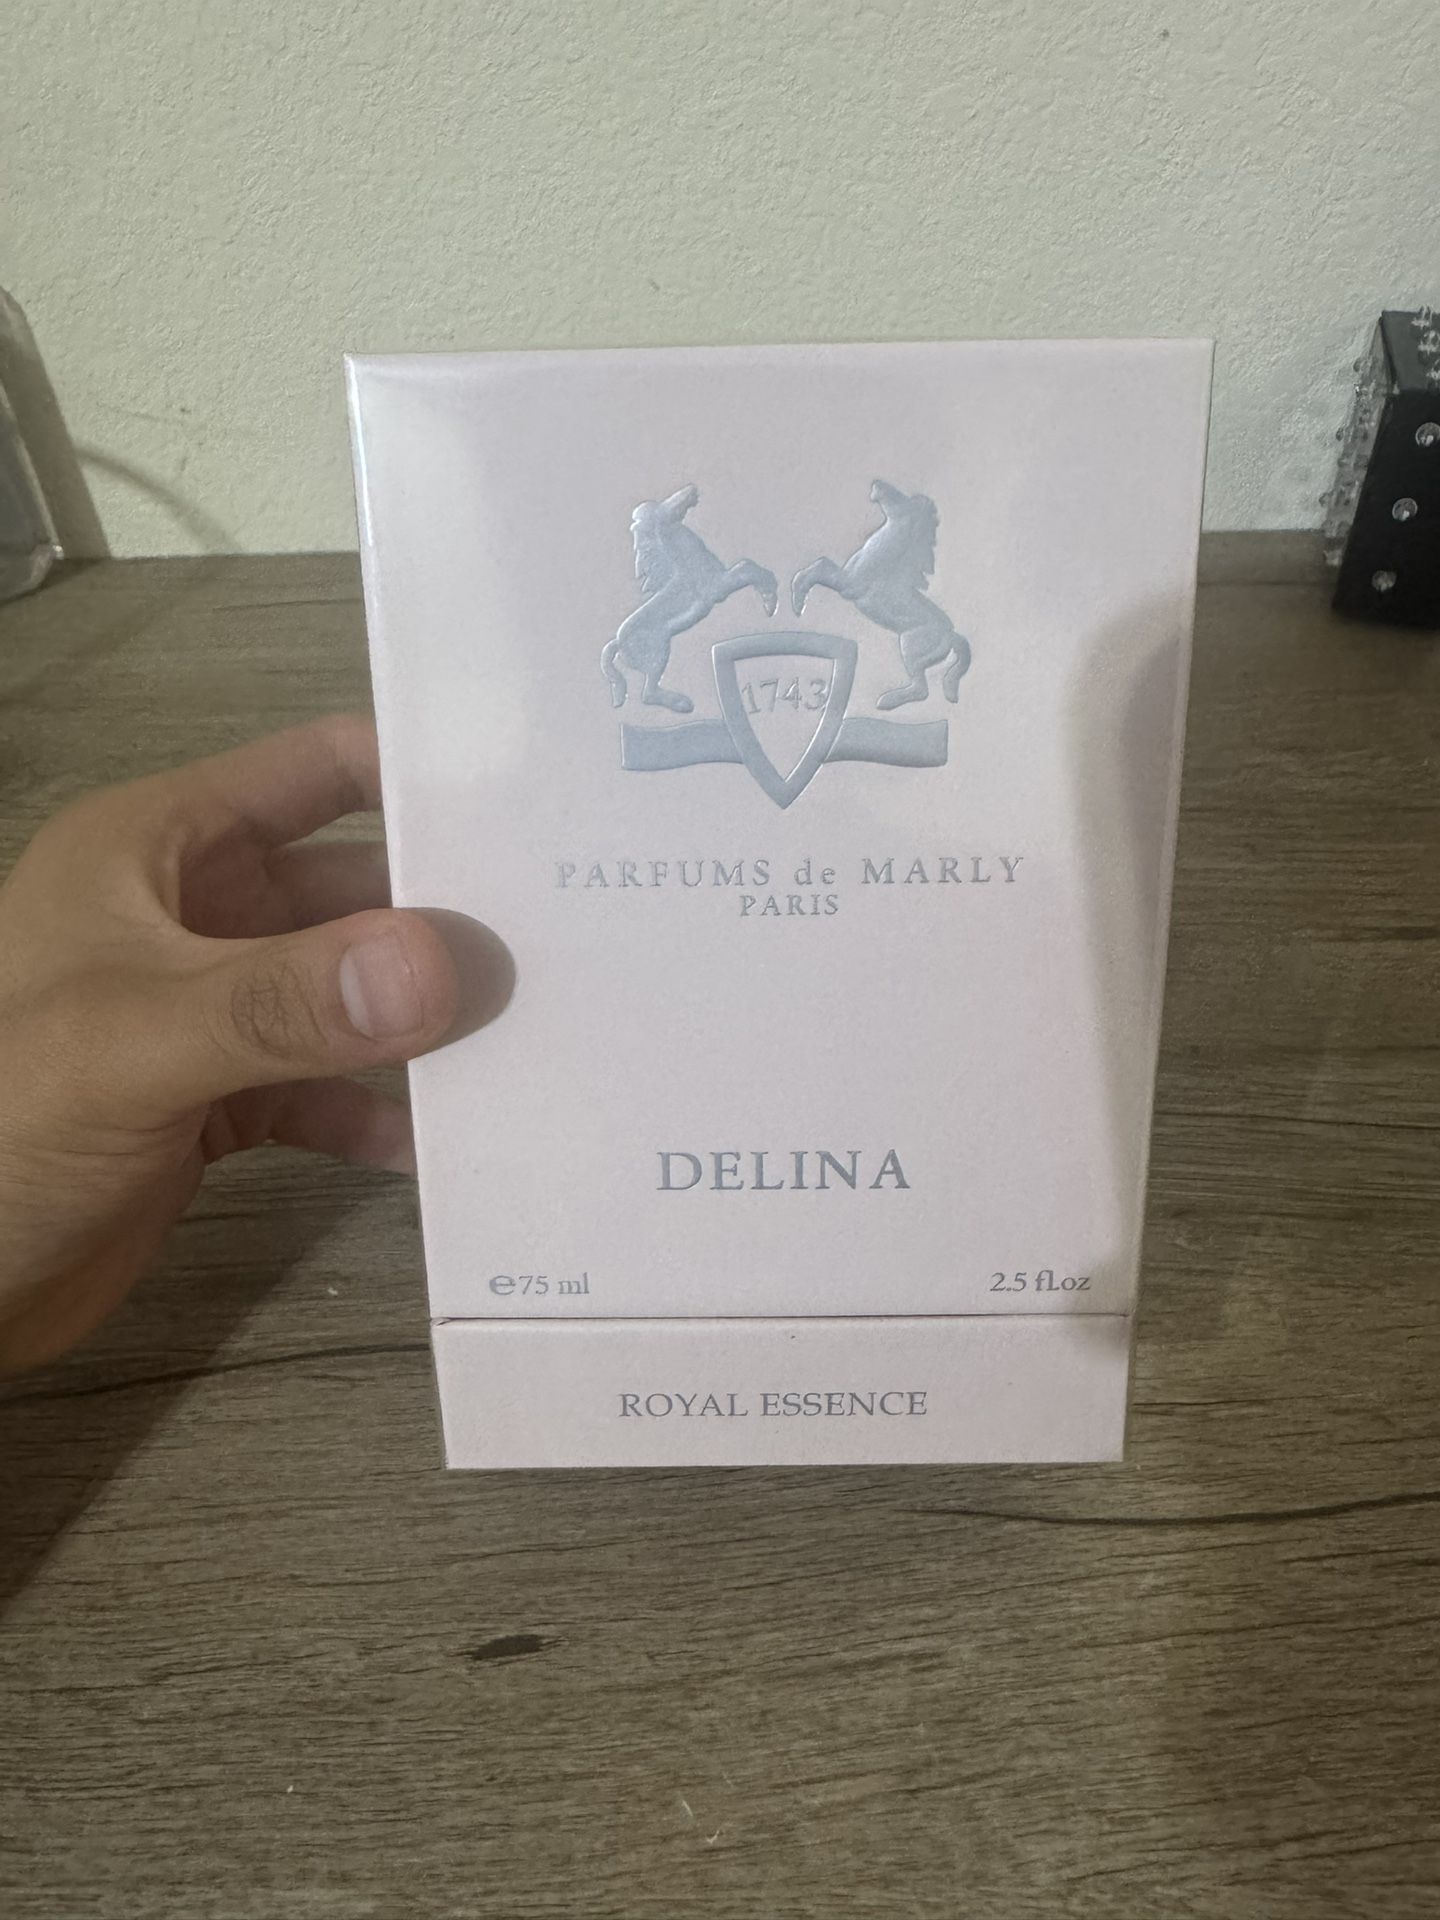 1743
PARFUMS de MARLY
PARIS
DELINA
℮75 ml 2.5 fl.oz
ROYAL ESSENCE